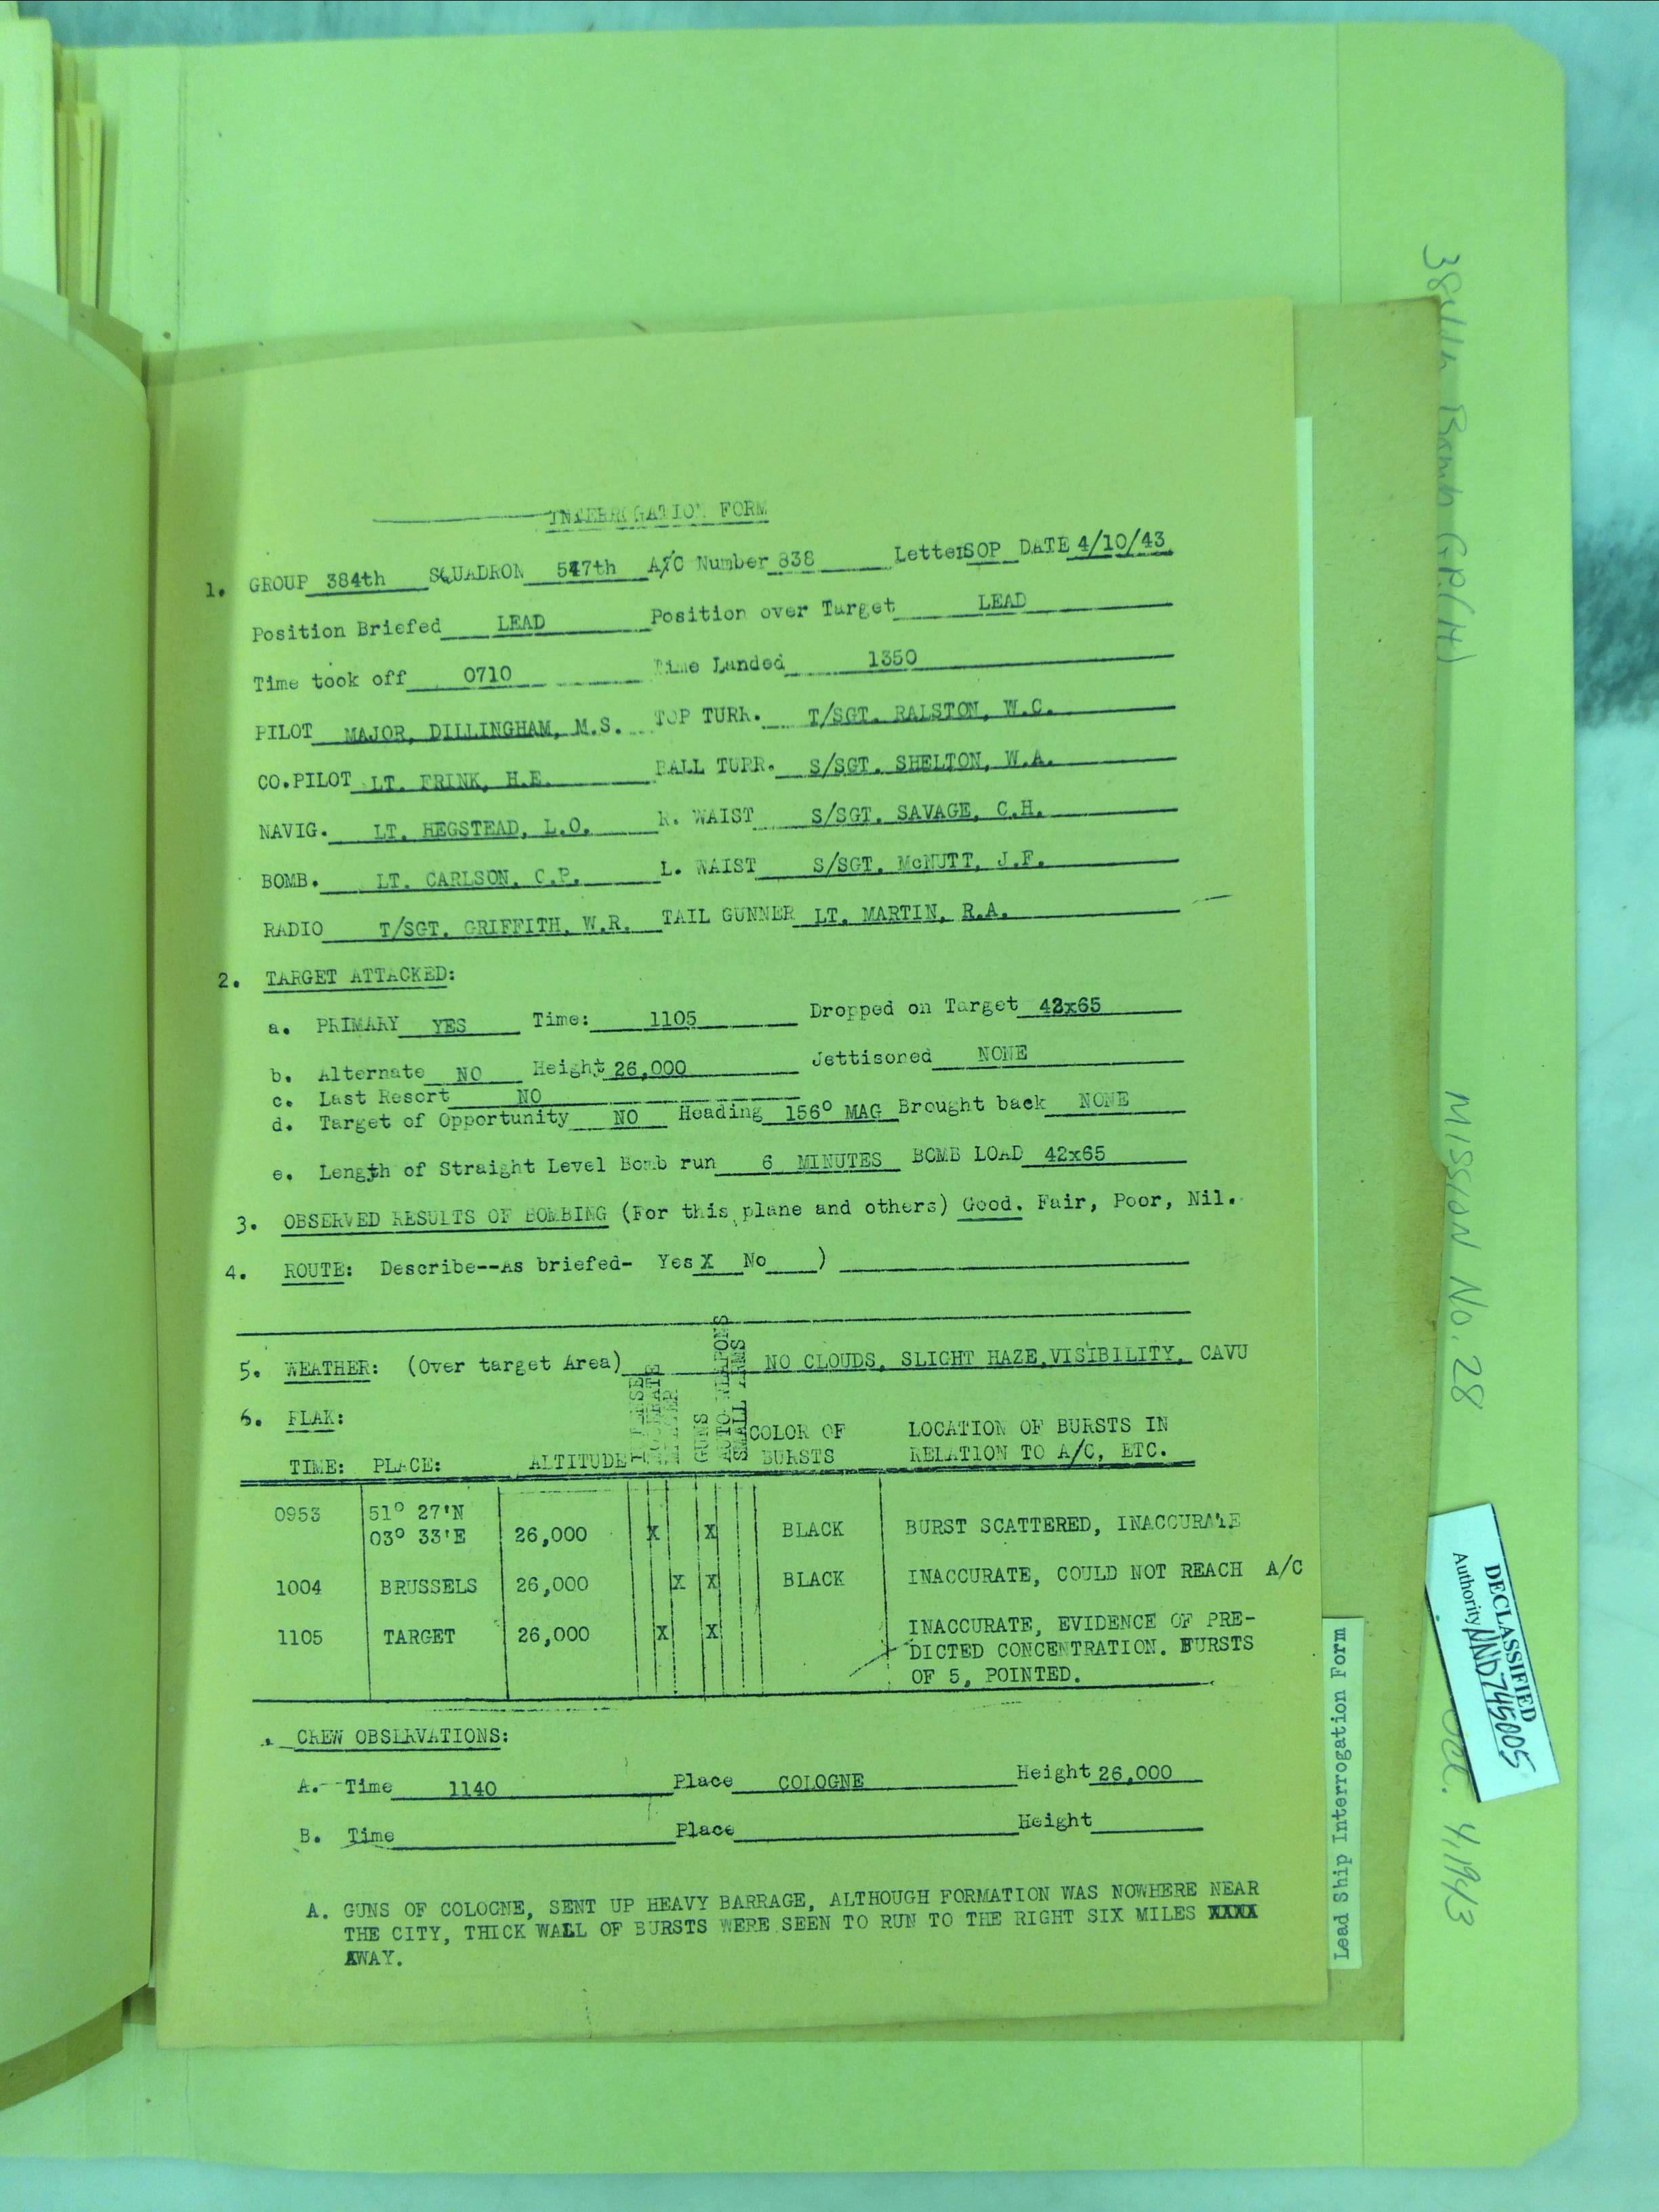 INTERROGATION FORM
1. GROUP 384th SQUADRON 547th A/C Number 838 Letters SOP DATE 4/10/43
Position Briefed LEAD Position over Target LEAD
Time took off 0710 Time Landed 1350
PILOT MAJOR, DILLINGHAM, M.S. TOP TURR. T/SGT. RALSTON, W.C.
CO.PILOT LT. FRINK, H.E. BALL TURR. S/SGT. SHELTON, W.A.
NAVIG. LT. HEGSTEAD, L.O. R. WAIST S/SGT. SAVAGE, C.H.
BOMB. LT. CARLSON, C.P. L. WAIST S/SGT. McNUTT, J.F.
RADIO T/SGT. GRIFFITH, W.R. TAIL GUNNER LT. MARTIN, R.A.
2. TARGET ATTACKED:
a. PRIMARY YES Time: 1105 Dropped on Target 42x65
b. Alternate NO Height 26,000 Jettisoned NONE
c. Last Resort NO
d. Target of Opportunity NO Heading 156° MAG Brought back NONE
e. Length of Straight Level Bomb run 6 MINUTES BOMB LOAD 42x65
3. OBSERVED RESULTS OF BOMBING (For this plane and others) Good. Fair, Poor, Nil.
4. ROUTE: Describe--As briefed- Yes X No )
5. WEATHER: (Over target Area) NO CLOUDS, SLIGHT HAZE,VISIBILITY, CAVU
6. FLAK:
GUNS
AUTO WEAPONS
SMALL ARMS
COLOR OF BURSTS LOCATION OF BURSTS IN
RELATION TO A/C, ETC.
TIME: PLACE: ALTITUDE
0953 51° 27'N
03° 33'E 26,000 X X BLACK BURST SCATTERED, INACCURATE
1004 BRUSSELS 26,000 X X BLACK INACCURATE, COULD NOT REACH A/C
1105 TARGET 26,000 X X INACCURATE, EVIDENCE OF PRE-
DICTED CONCENTRATION. BURSTS
OF 5, POINTED.
CREW OBSERVATIONS:
A. Time 1140 Place COLOGNE Height 26,000
B. Time Place Height
A. GUNS OF COLOGNE, SENT UP HEAVY BARRAGE, ALTHOUGH FORMATION WAS NOWHERE NEAR
THE CITY, THICK WALL OF BURSTS WERE SEEN TO RUN TO THE RIGHT SIX MILES XXXX
AWAY.
Lead Ship Interrogation Form
384th Bomb GP(H)
MISSION No. 28
Oct. 4, 1943
DECLASSIFIED
Authority NND745005